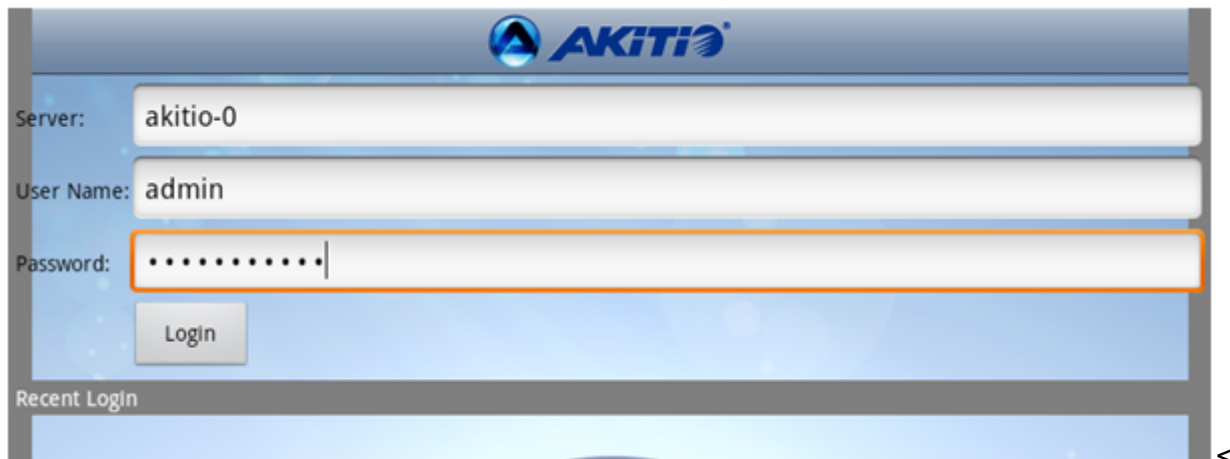 AKiTiO
Server: akitio-0
User Name: admin
Password: •••••••••••
Login
Recent Login
<